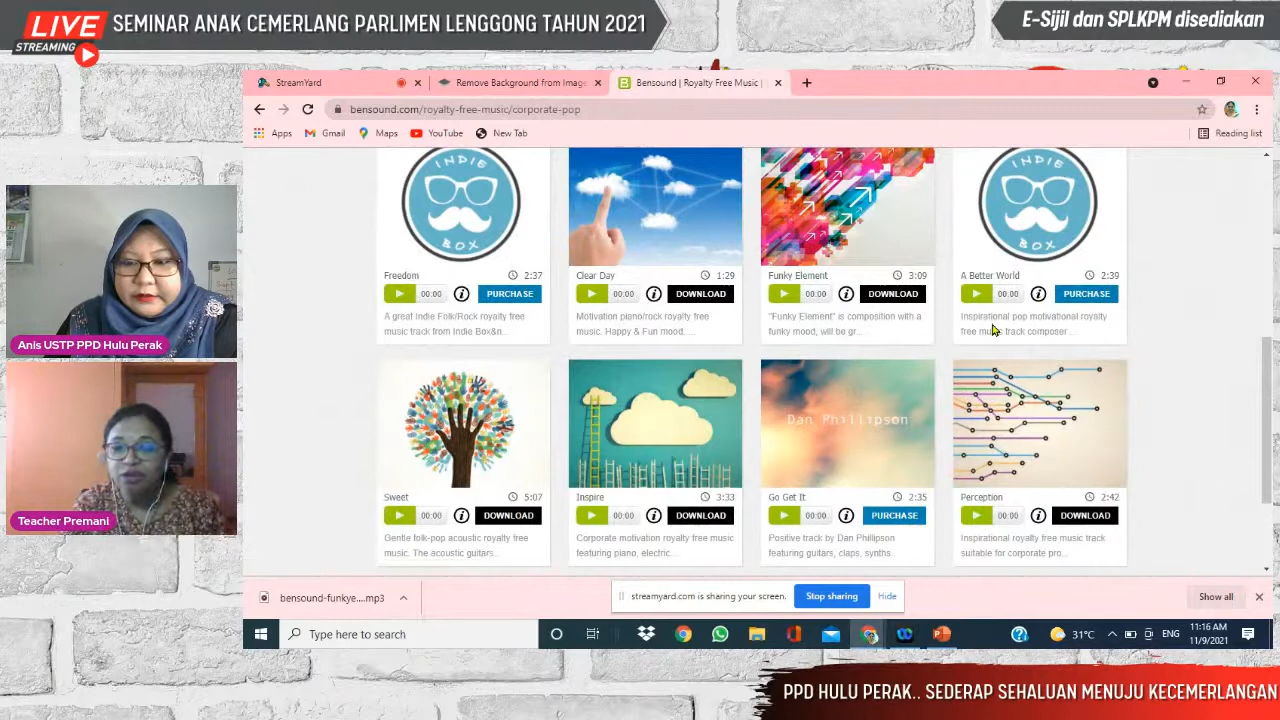 LIVE
STREAMING
SEMINAR ANAK CEMERLANG PARLIMEN LENGGONG TAHUN 2021
E-Sijil dan SPLKPM disediakan
StreamYard
Remove Background from Image
Bensound | Royalty Free Music |
bensound.com/royalty-free-music/corporate-pop
Apps
Gmail
Maps
YouTube
New Tab
Reading list
INDIE
BOX
INDIE
BOX
Freedom 2:37
00:00 PURCHASE
A great Indie Folk/Rock royalty free
music track from Indie Box&n...
Clear Day 1:29
00:00 DOWNLOAD
Motivation piano/rock royalty free
music. Happy & Fun mood. ...
Funky Element 3:09
00:00 DOWNLOAD
"Funky Element" is composition with a
funky mood, will be gr...
A Better World 2:39
00:00 PURCHASE
Inspirational pop motivational royalty
free music track composer ...
Dan Phillipson
Sweet 5:07
00:00 DOWNLOAD
Gentle folk-pop acoustic royalty free
music. The acoustic guitars...
Inspire 3:33
00:00 DOWNLOAD
Corporate motivation royalty free music
featuring piano, electric...
Go Get It 2:35
00:00 PURCHASE
Positive track by Dan Phillipson
featuring guitars, claps, synths..
Perception 2:42
00:00 DOWNLOAD
Inspirational royalty free music track
suitable for corporate pro...
Anis USTP PPD Hulu Perak
Teacher Premani
bensound-funkye....mp3
streamyard.com is sharing your screen.
Stop sharing
Hide
Show all
Type here to search
31°C
ENG
11:16 AM
11/9/2021
PPD HULU PERAK.. SEDERAP SEHALUAN MENUJU KECEMERLANGAN